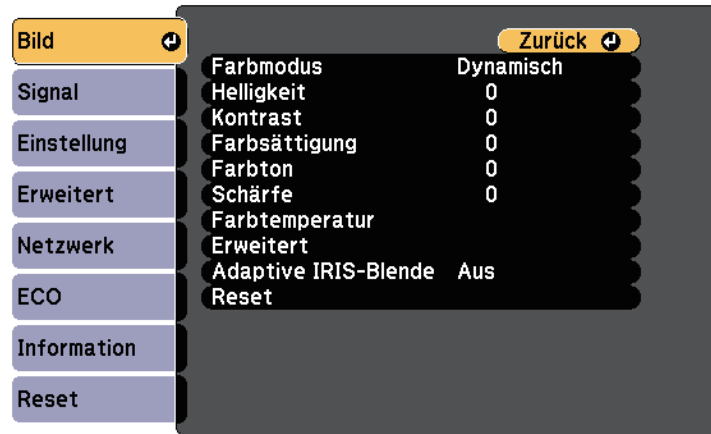 Bild
Signal
Einstellung
Erweitert
Netzwerk
ECO
Information
Reset
Zurück
Farbmodus Dynamisch
Helligkeit 0
Kontrast 0
Farbsättigung 0
Farbton 0
Schärfe 0
Farbtemperatur
Erweitert
Adaptive IRIS-Blende Aus
Reset